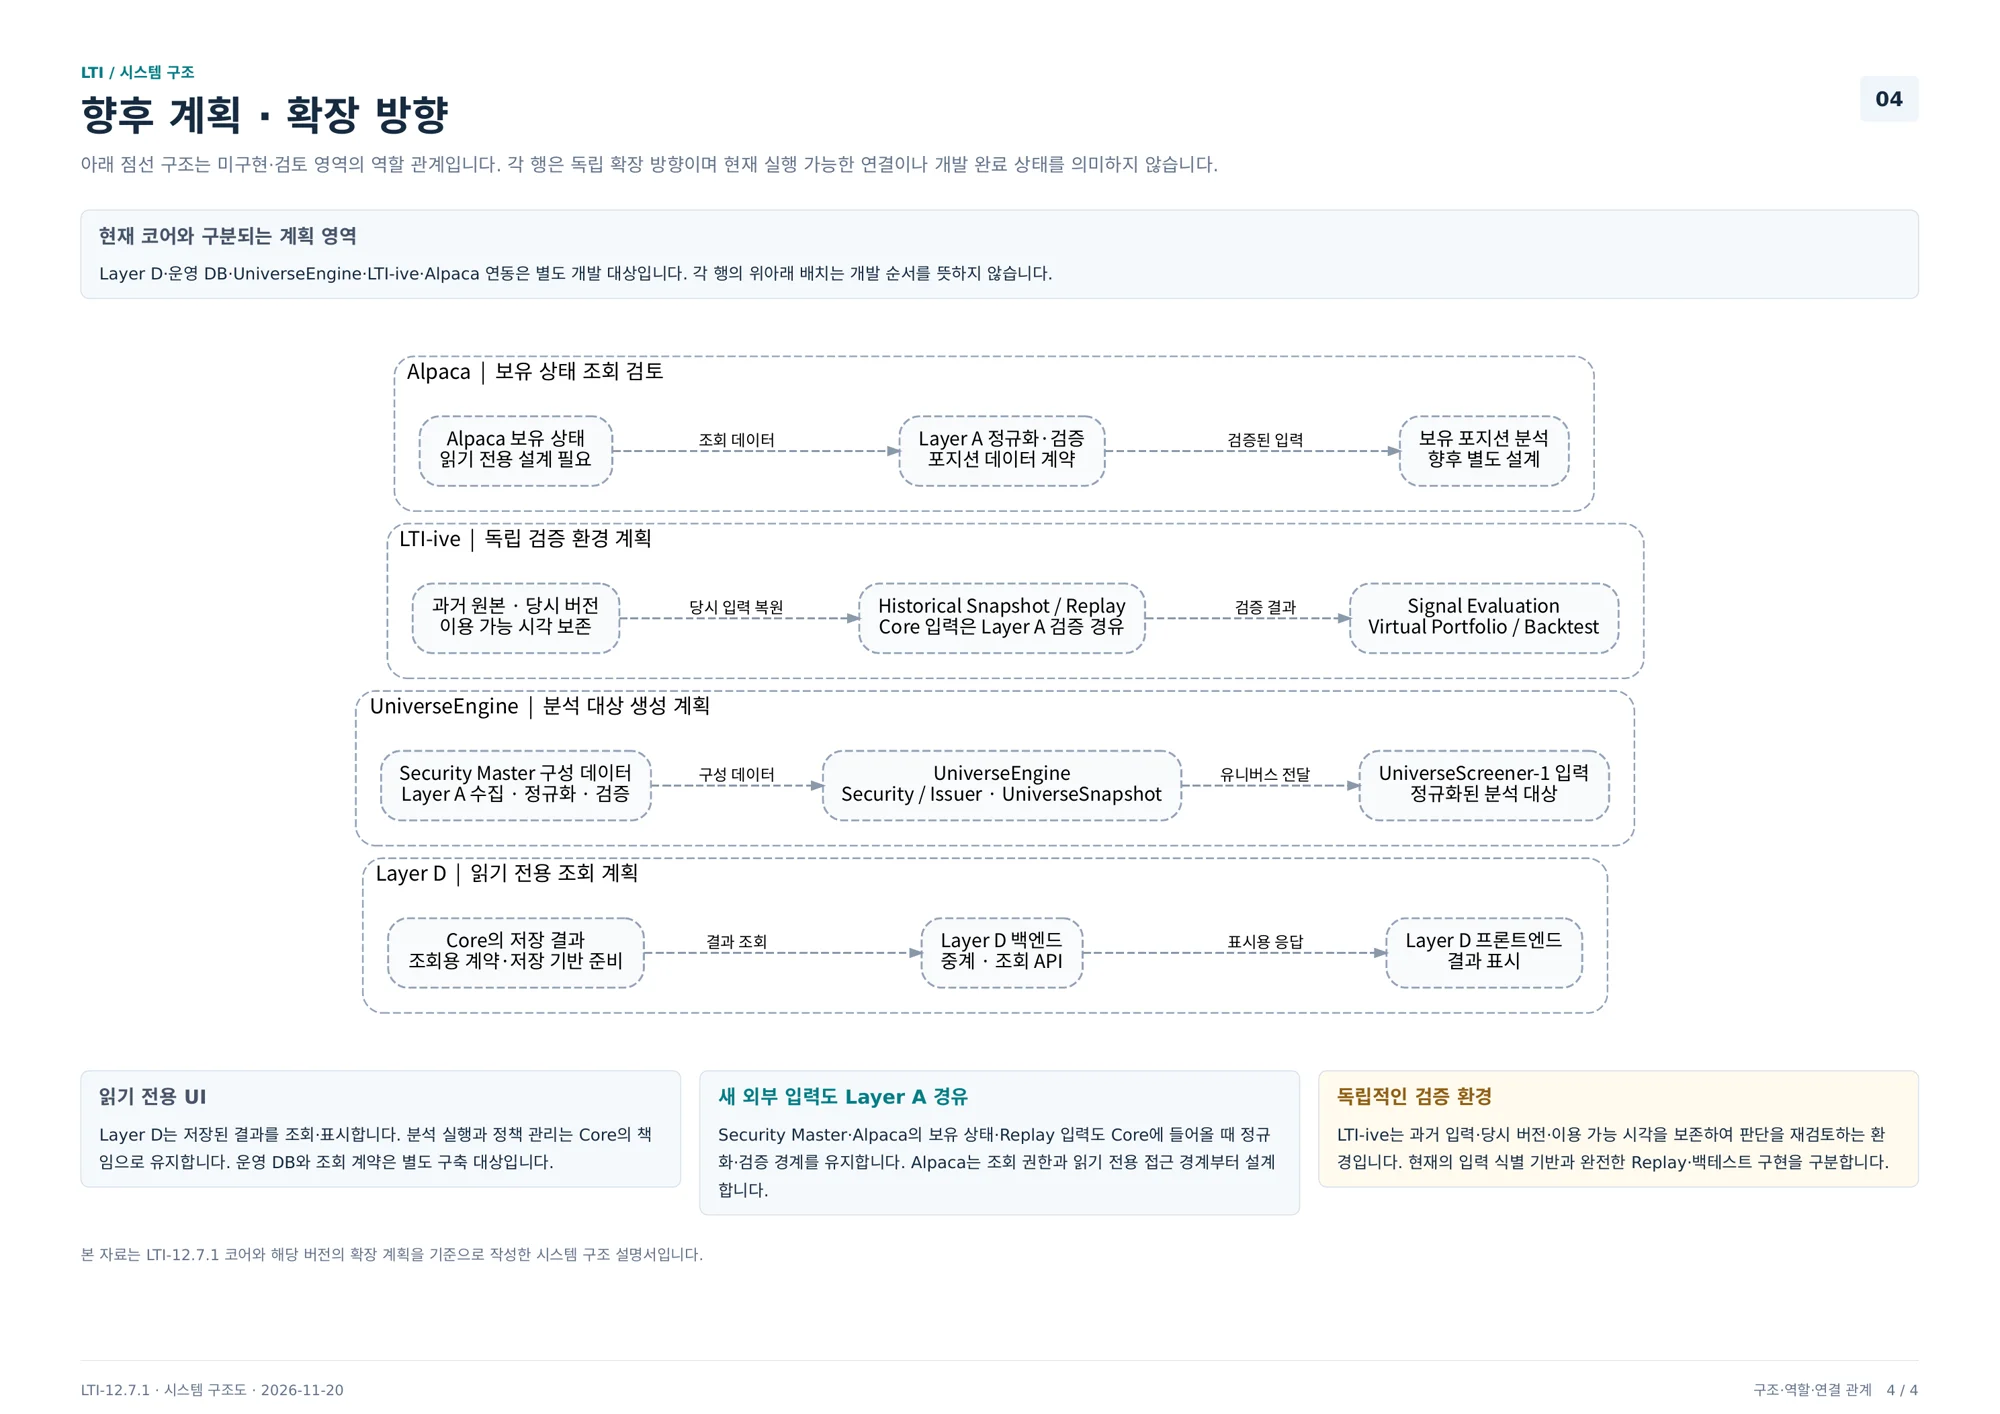 LTI / 시스템 구조
향후 계획 · 확장 방향
04
아래 점선 구조는 미구현·검토 영역의 역할 관계입니다. 각 행은 독립 확장 방향이며 현재 실행 가능한 연결이나 개발 완료 상태를 의미하지 않습니다.
현재 코어와 구분되는 계획 영역
Layer D·운영 DB·UniverseEngine·LTI-ive·Alpaca 연동은 별도 개발 대상입니다. 각 행의 위아래 배치는 개발 순서를 뜻하지 않습니다.
Alpaca | 보유 상태 조회 검토
Alpaca 보유 상태
읽기 전용 설계 필요
조회 데이터
Layer A 정규화·검증
포지션 데이터 계약
검증된 입력
보유 포지션 분석
향후 별도 설계
LTI-ive | 독립 검증 환경 계획
과거 원본 · 당시 버전
이용 가능 시각 보존
당시 입력 복원
Historical Snapshot / Replay
Core 입력은 Layer A 검증 경유
검증 결과
Signal Evaluation
Virtual Portfolio / Backtest
UniverseEngine | 분석 대상 생성 계획
Security Master 구성 데이터
Layer A 수집 · 정규화 · 검증
구성 데이터
UniverseEngine
Security / Issuer · UniverseSnapshot
유니버스 전달
UniverseScreener-1 입력
정규화된 분석 대상
Layer D | 읽기 전용 조회 계획
Core의 저장 결과
조회용 계약·저장 기반 준비
결과 조회
Layer D 백엔드
중계 · 조회 API
표시용 응답
Layer D 프론트엔드
결과 표시
읽기 전용 UI
Layer D는 저장된 결과를 조회·표시합니다. 분석 실행과 정책 관리는 Core의 책
임으로 유지합니다. 운영 DB와 조회 계약은 별도 구축 대상입니다.
새 외부 입력도 Layer A 경유
Security Master·Alpaca의 보유 상태·Replay 입력도 Core에 들어올 때 정규
화·검증 경계를 유지합니다. Alpaca는 조회 권한과 읽기 전용 접근 경계부터 설계
합니다.
독립적인 검증 환경
LTI-ive는 과거 입력·당시 버전·이용 가능 시각을 보존하여 판단을 재검토하는 환
경입니다. 현재의 입력 식별 기반과 완전한 Replay·백테스트 구현을 구분합니다.
본 자료는 LTI-12.7.1 코어와 해당 버전의 확장 계획을 기준으로 작성한 시스템 구조 설명서입니다.
LTI-12.7.1 · 시스템 구조도 · 2026-11-20
구조·역할·연결 관계 4 / 4